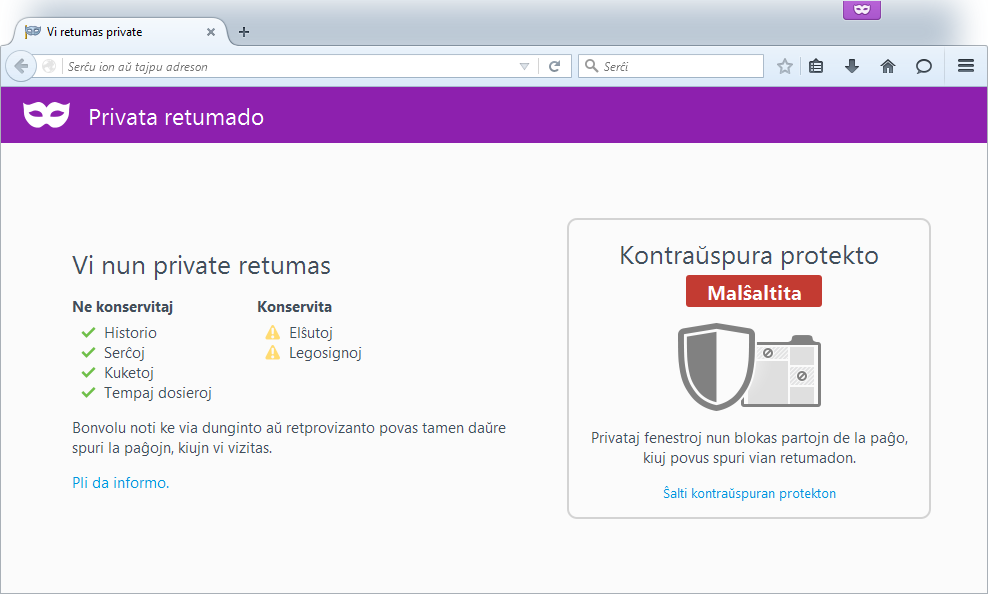 Vi retumas private
Serĉu ion aŭ tajpu adreson
Serĉi
Privata retumado
Vi nun private retumas
Ne konservitaj
Historio
Serĉoj
Kuketoj
Tempaj dosieroj
Konservita
Elŝutoj
Legosignoj
Bonvolu noti ke via dunginto aŭ retprovizanto povas tamen daŭre
spuri la paĝojn, kiujn vi vizitas.
Pli da informo.
Kontraŭspura protekto
Malŝaltita
Privataj fenestroj nun blokas partojn de la paĝo,
kiuj povus spuri vian retumadon.
Ŝalti kontraŭspuran protekton